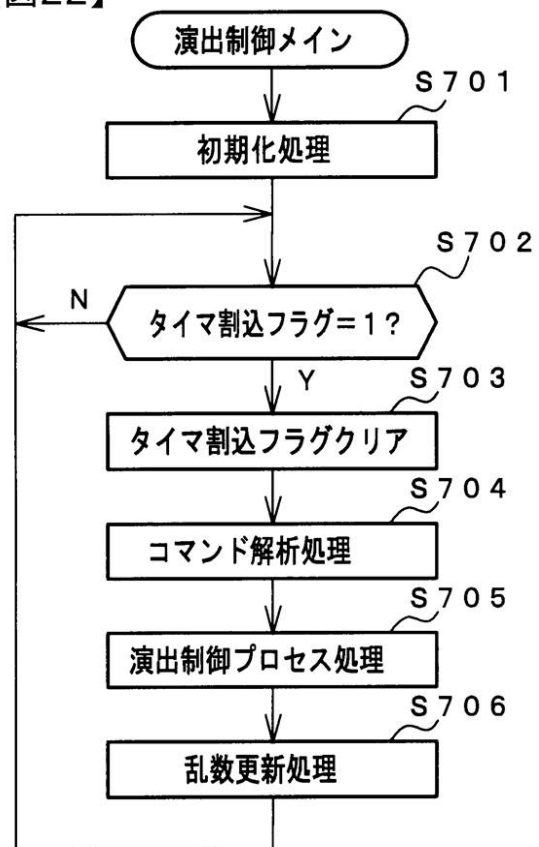 図22】
演出制御メイン
S701
初期化処理
S702
タイマ割込フラグ=1?
N
Y
S703
タイマ割込フラグクリア
S704
コマンド解析処理
S705
演出制御プロセス処理
S706
乱数更新処理